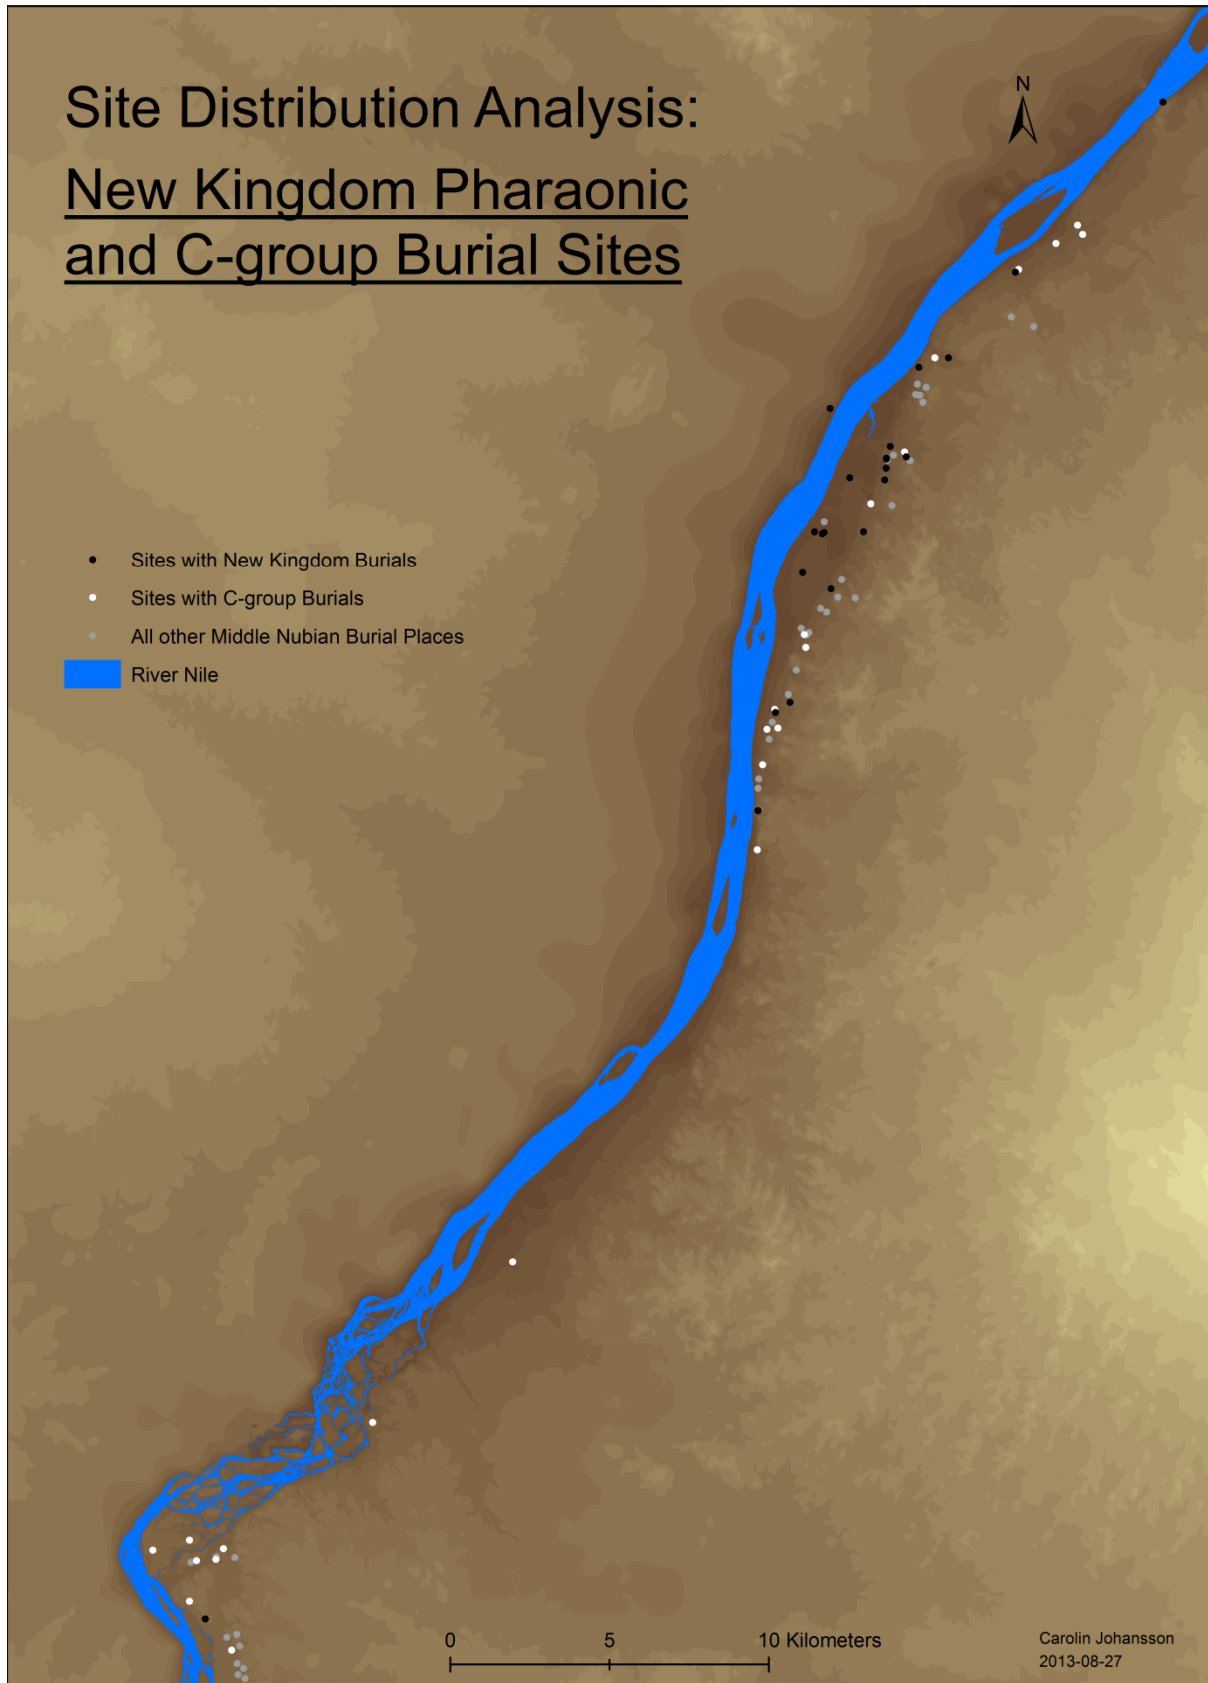 Site Distribution Analysis:
New Kingdom Pharaonic
and C-group Burial Sites
N
Sites with New Kingdom Burials
Sites with C-group Burials
All other Middle Nubian Burial Places
River Nile
0 5 10 Kilometers
Carolin Johansson
2013-08-27